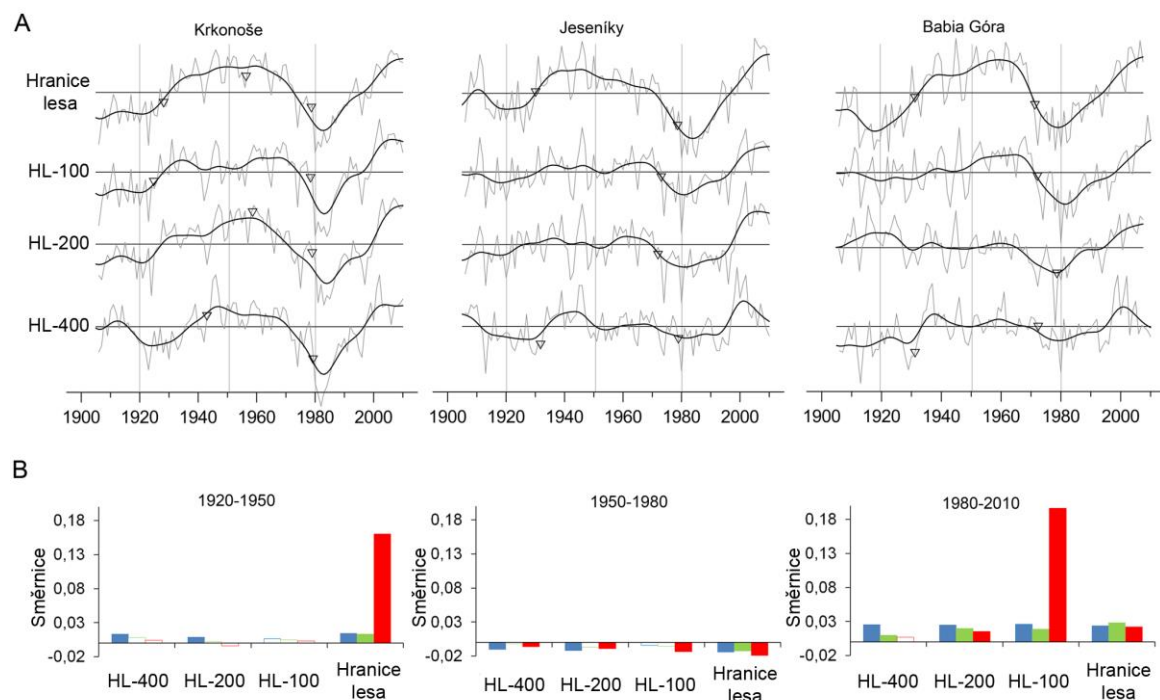 A
Krkonoše
Jeseníky
Babia Góra
Hranice
lesa
HL-100
HL-200
HL-400
1900 1920 1940 1960 1980 2000
1900 1920 1940 1960 1980 2000
1900 1920 1940 1960 1980 2000
B
1920-1950
1950-1980
1980-2010
Směrnice
0,18
0,13
0,08
0,03
-0,02
HL-400 HL-200 HL-100 Hranice
lesa
Směrnice
0,18
0,13
0,08
0,03
-0,02
HL-400 HL-200 HL-100 Hranice
lesa
Směrnice
0,18
0,13
0,08
0,03
-0,02
HL-400 HL-200 HL-100 Hranice
lesa